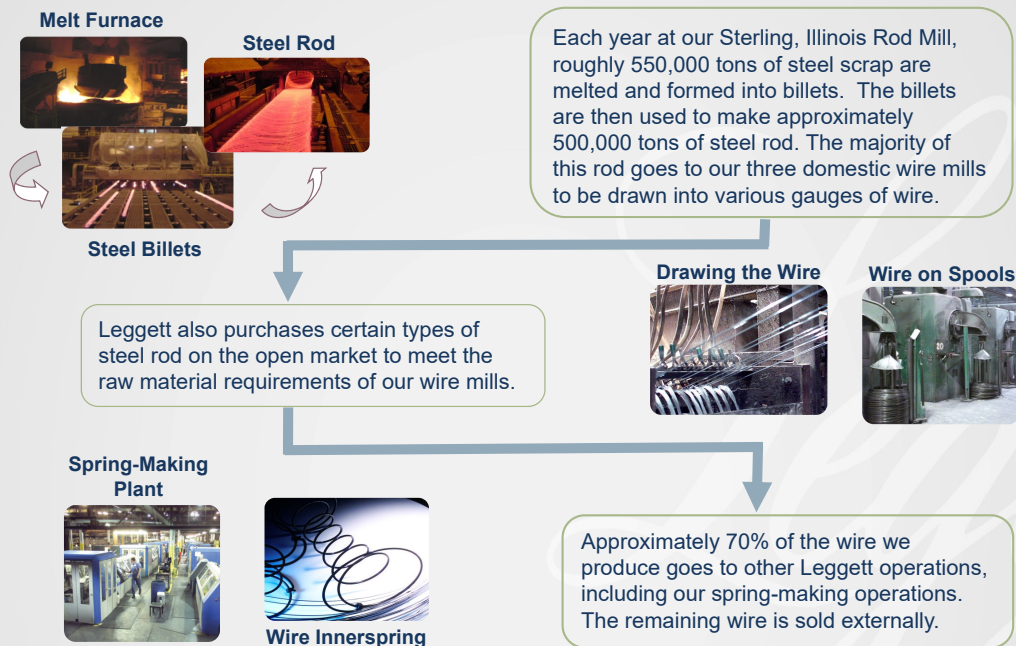 Melt Furnace
Steel Rod
Steel Billets
Each year at our Sterling, Illinois Rod Mill,
roughly 550,000 tons of steel scrap are
melted and formed into billets.  The billets
are then used to make approximately
500,000 tons of steel rod. The majority of
this rod goes to our three domestic wire mills
to be drawn into various gauges of wire.
Leggett also purchases certain types of
steel rod on the open market to meet the
raw material requirements of our wire mills.
Drawing the Wire
Wire on Spools
20
Spring-Making
Plant
Wire Innerspring
Approximately 70% of the wire we
produce goes to other Leggett operations,
including our spring-making operations.
The remaining wire is sold externally.